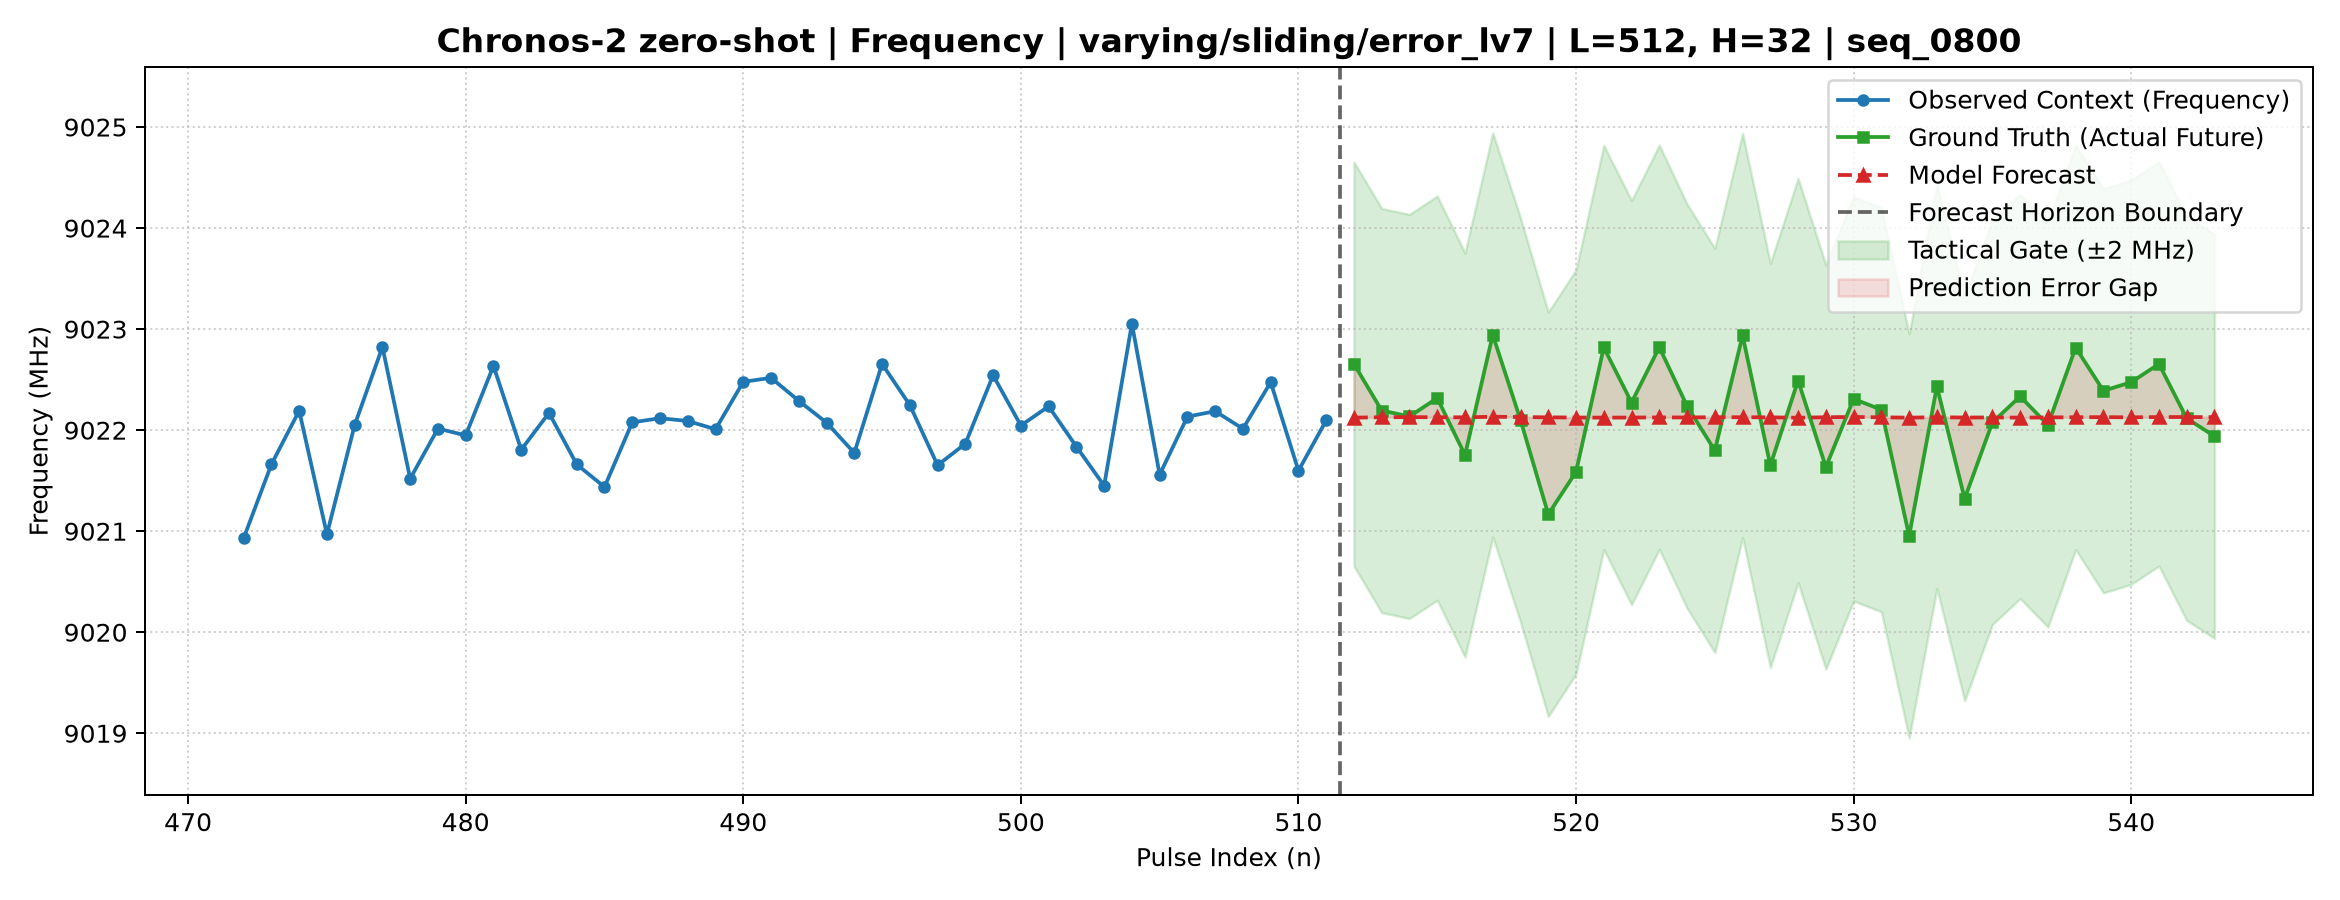 Chronos-2 zero-shot | Frequency | varying/sliding/error_lv7 | L=512, H=32 | seq_0800
Observed Context (Frequency)
Ground Truth (Actual Future)
Model Forecast
Forecast Horizon Boundary
Tactical Gate (±2 MHz)
Prediction Error Gap
Frequency (MHz)
9025
9024
9023
9022
9021
9020
9019
470 480 490 500 510 520 530 540
Pulse Index (n)